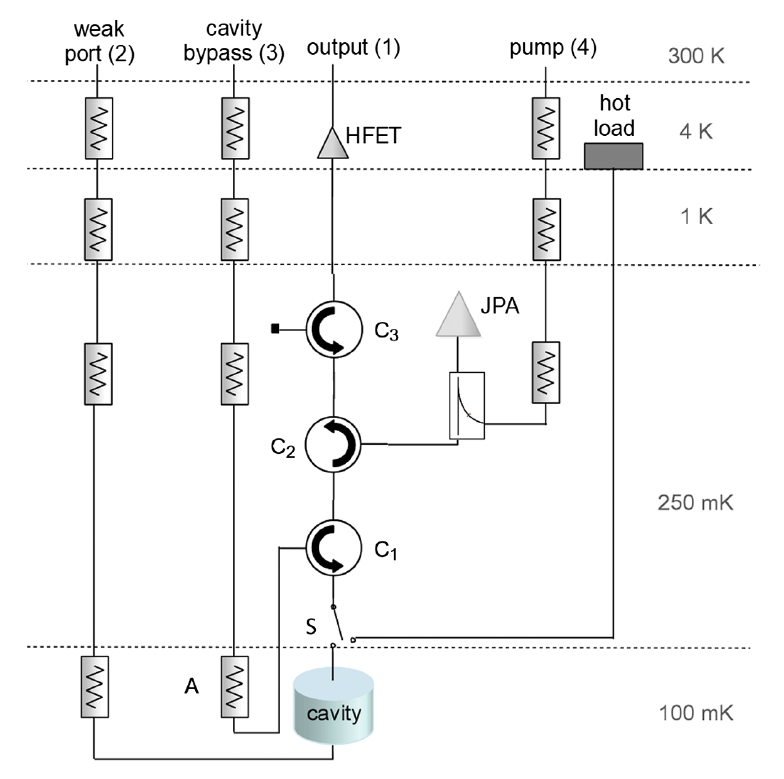 weak
port (2)
cavity
bypass (3)
output (1)
pump (4)
300 K
hot
load
HFET
4 K
1 K
JPA
C3
C2
250 mK
C1
S
A
cavity
100 mK